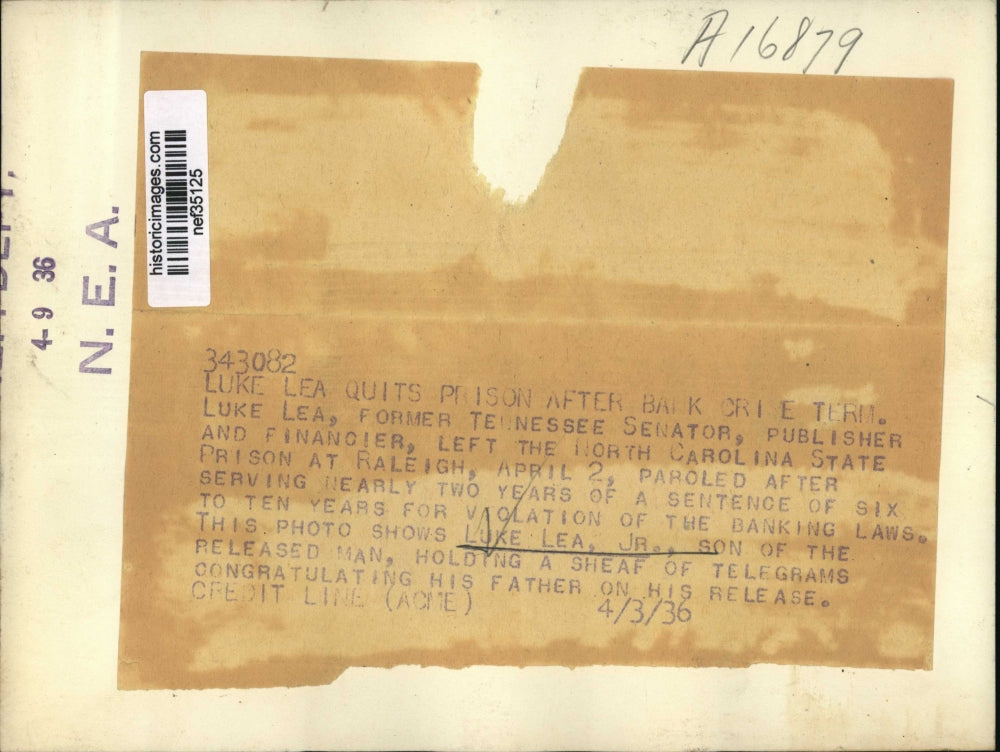 A16879
historicimages.com
nef35125
4-9 36
N. E. A.
343082
LUKE LEA QUITS PRISON AFTER BANK CRIME TERM.
LUKE LEA, FORMER TENNESSEE SENATOR, PUBLISHER
AND FINANCIER, LEFT THE NORTH CAROLINA STATE
PRISON AT RALEIGH, APRIL 2, PAROLED AFTER
SERVING NEARLY TWO YEARS OF A SENTENCE OF SIX
TO TEN YEARS FOR VIOLATION OF THE BANKING LAWS.
THIS PHOTO SHOWS LUKE LEA, JR., SON OF THE
RELEASED MAN, HOLDING A SHEAF OF TELEGRAMS
CONGRATULATING HIS FATHER ON HIS RELEASE.
CREDIT LINE (ACME) 4/3/36